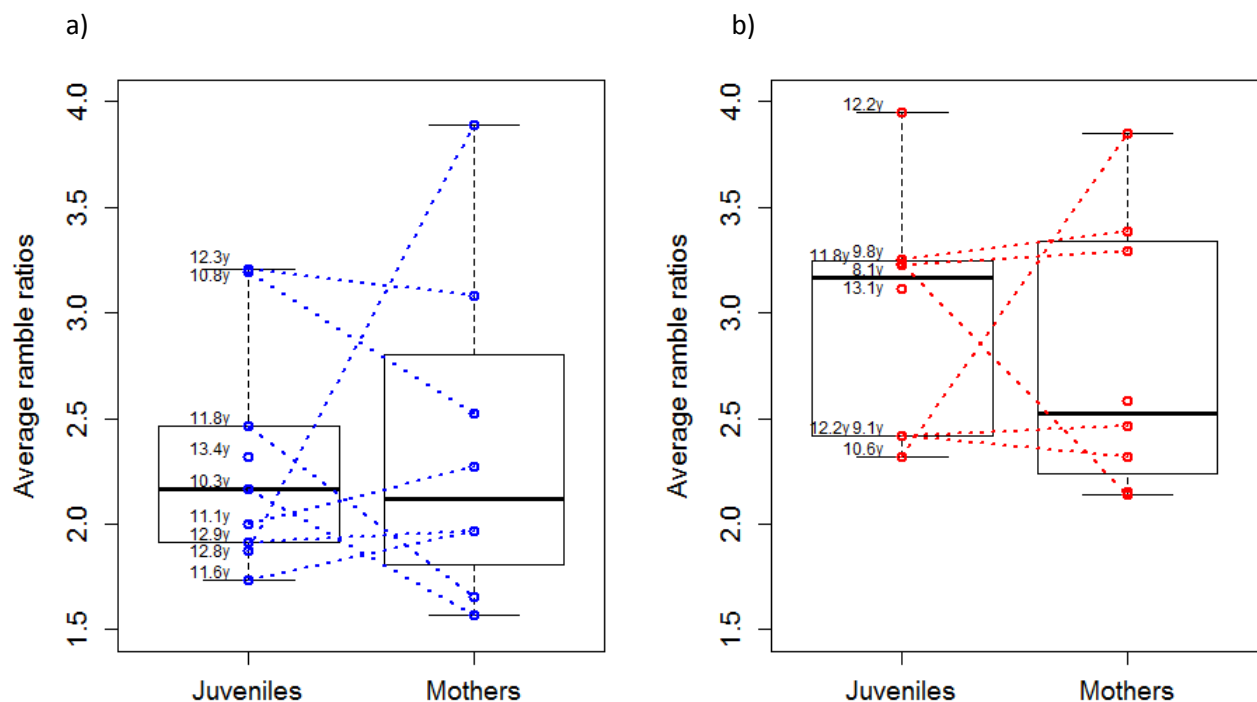 a)
Average ramble ratios
4.0
3.5
3.0
2.5
2.0
1.5
12.3y
10.8y
11.8y
13.4y
10.3y
11.1y
12.9y
12.8y
11.6y
Juveniles Mothers
b)
Average ramble ratios
4.0
3.5
3.0
2.5
2.0
1.5
12.2y
9.8y
11.8y
8.1y
13.1y
12.2y 9.1y
10.6y
Juveniles Mothers